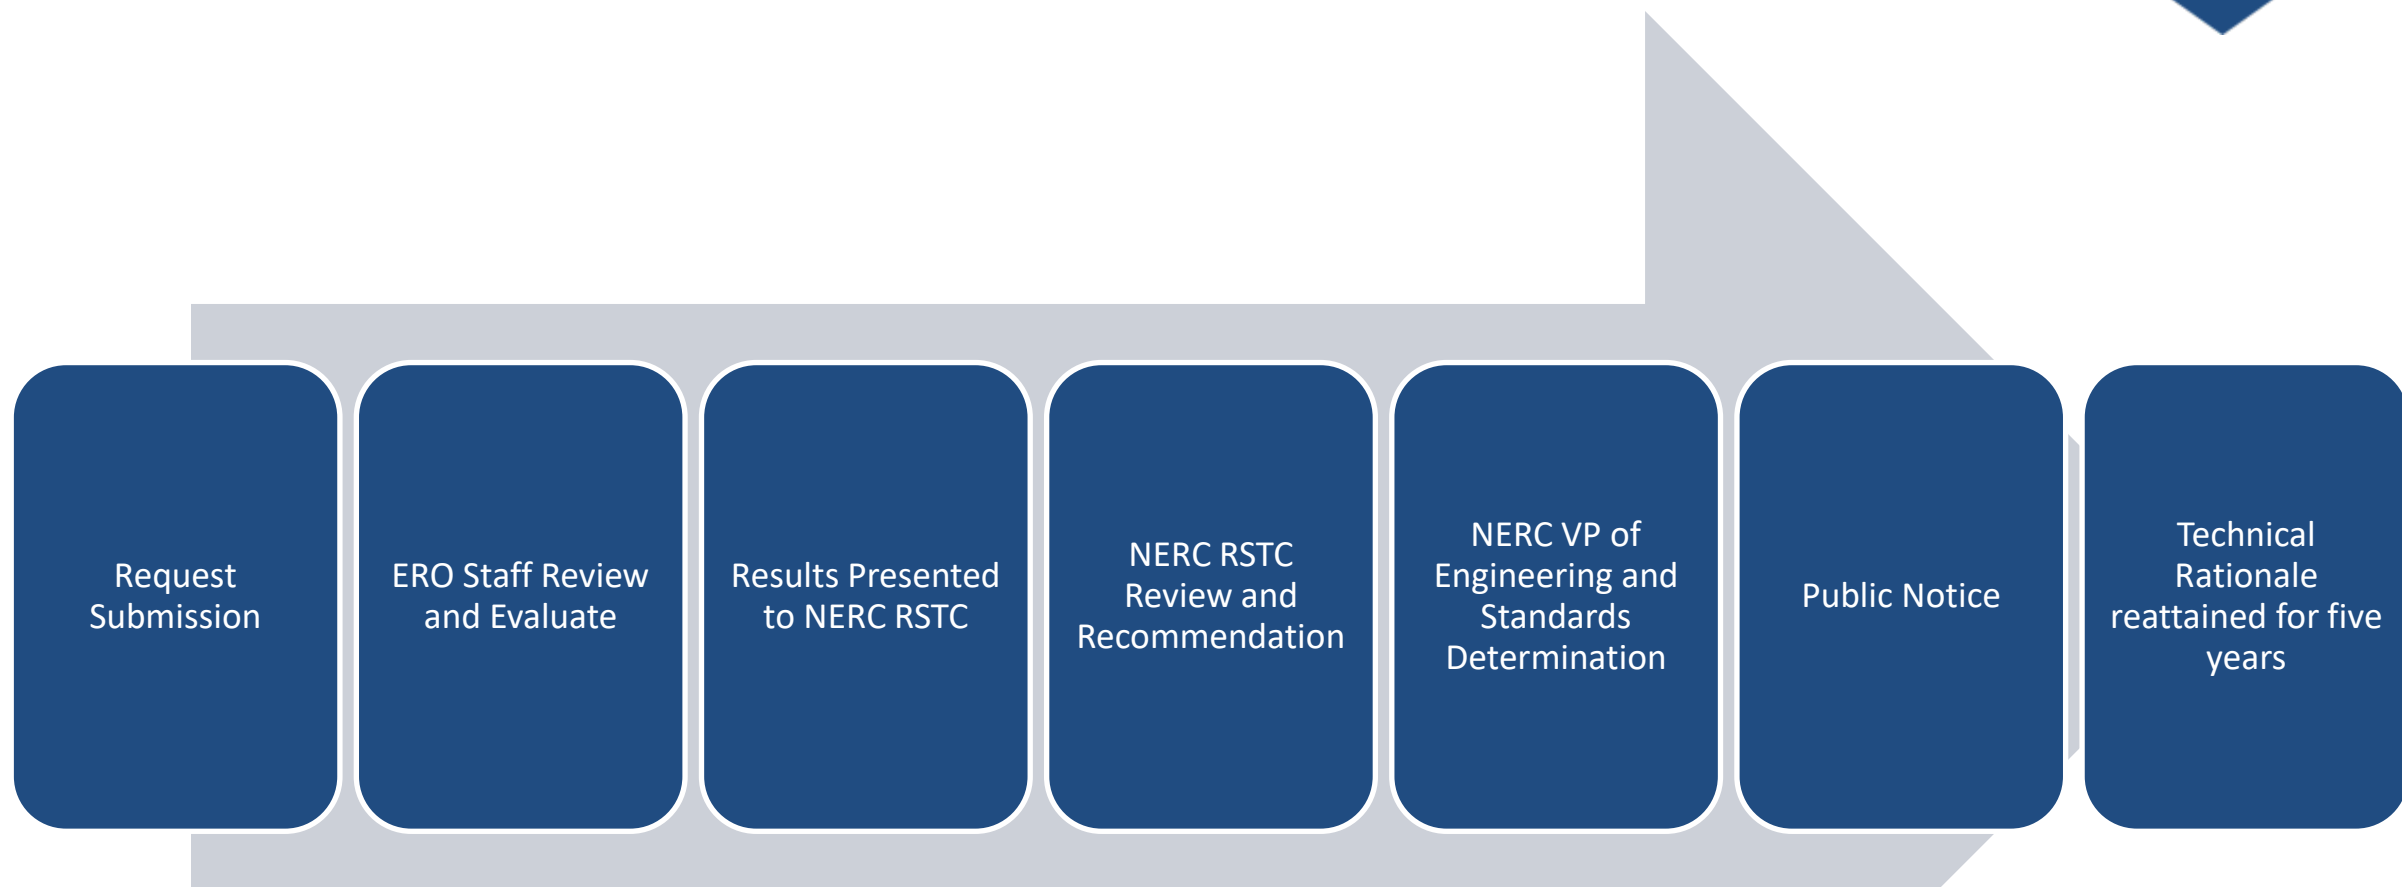 Request
Submission
ERO Staff Review
and Evaluate
Results Presented
to NERC RSTC
NERC RSTC
Review and
Recommendation
NERC VP of
Engineering and
Standards
Determination
Public Notice
Technical
Rationale
reattained for five
years